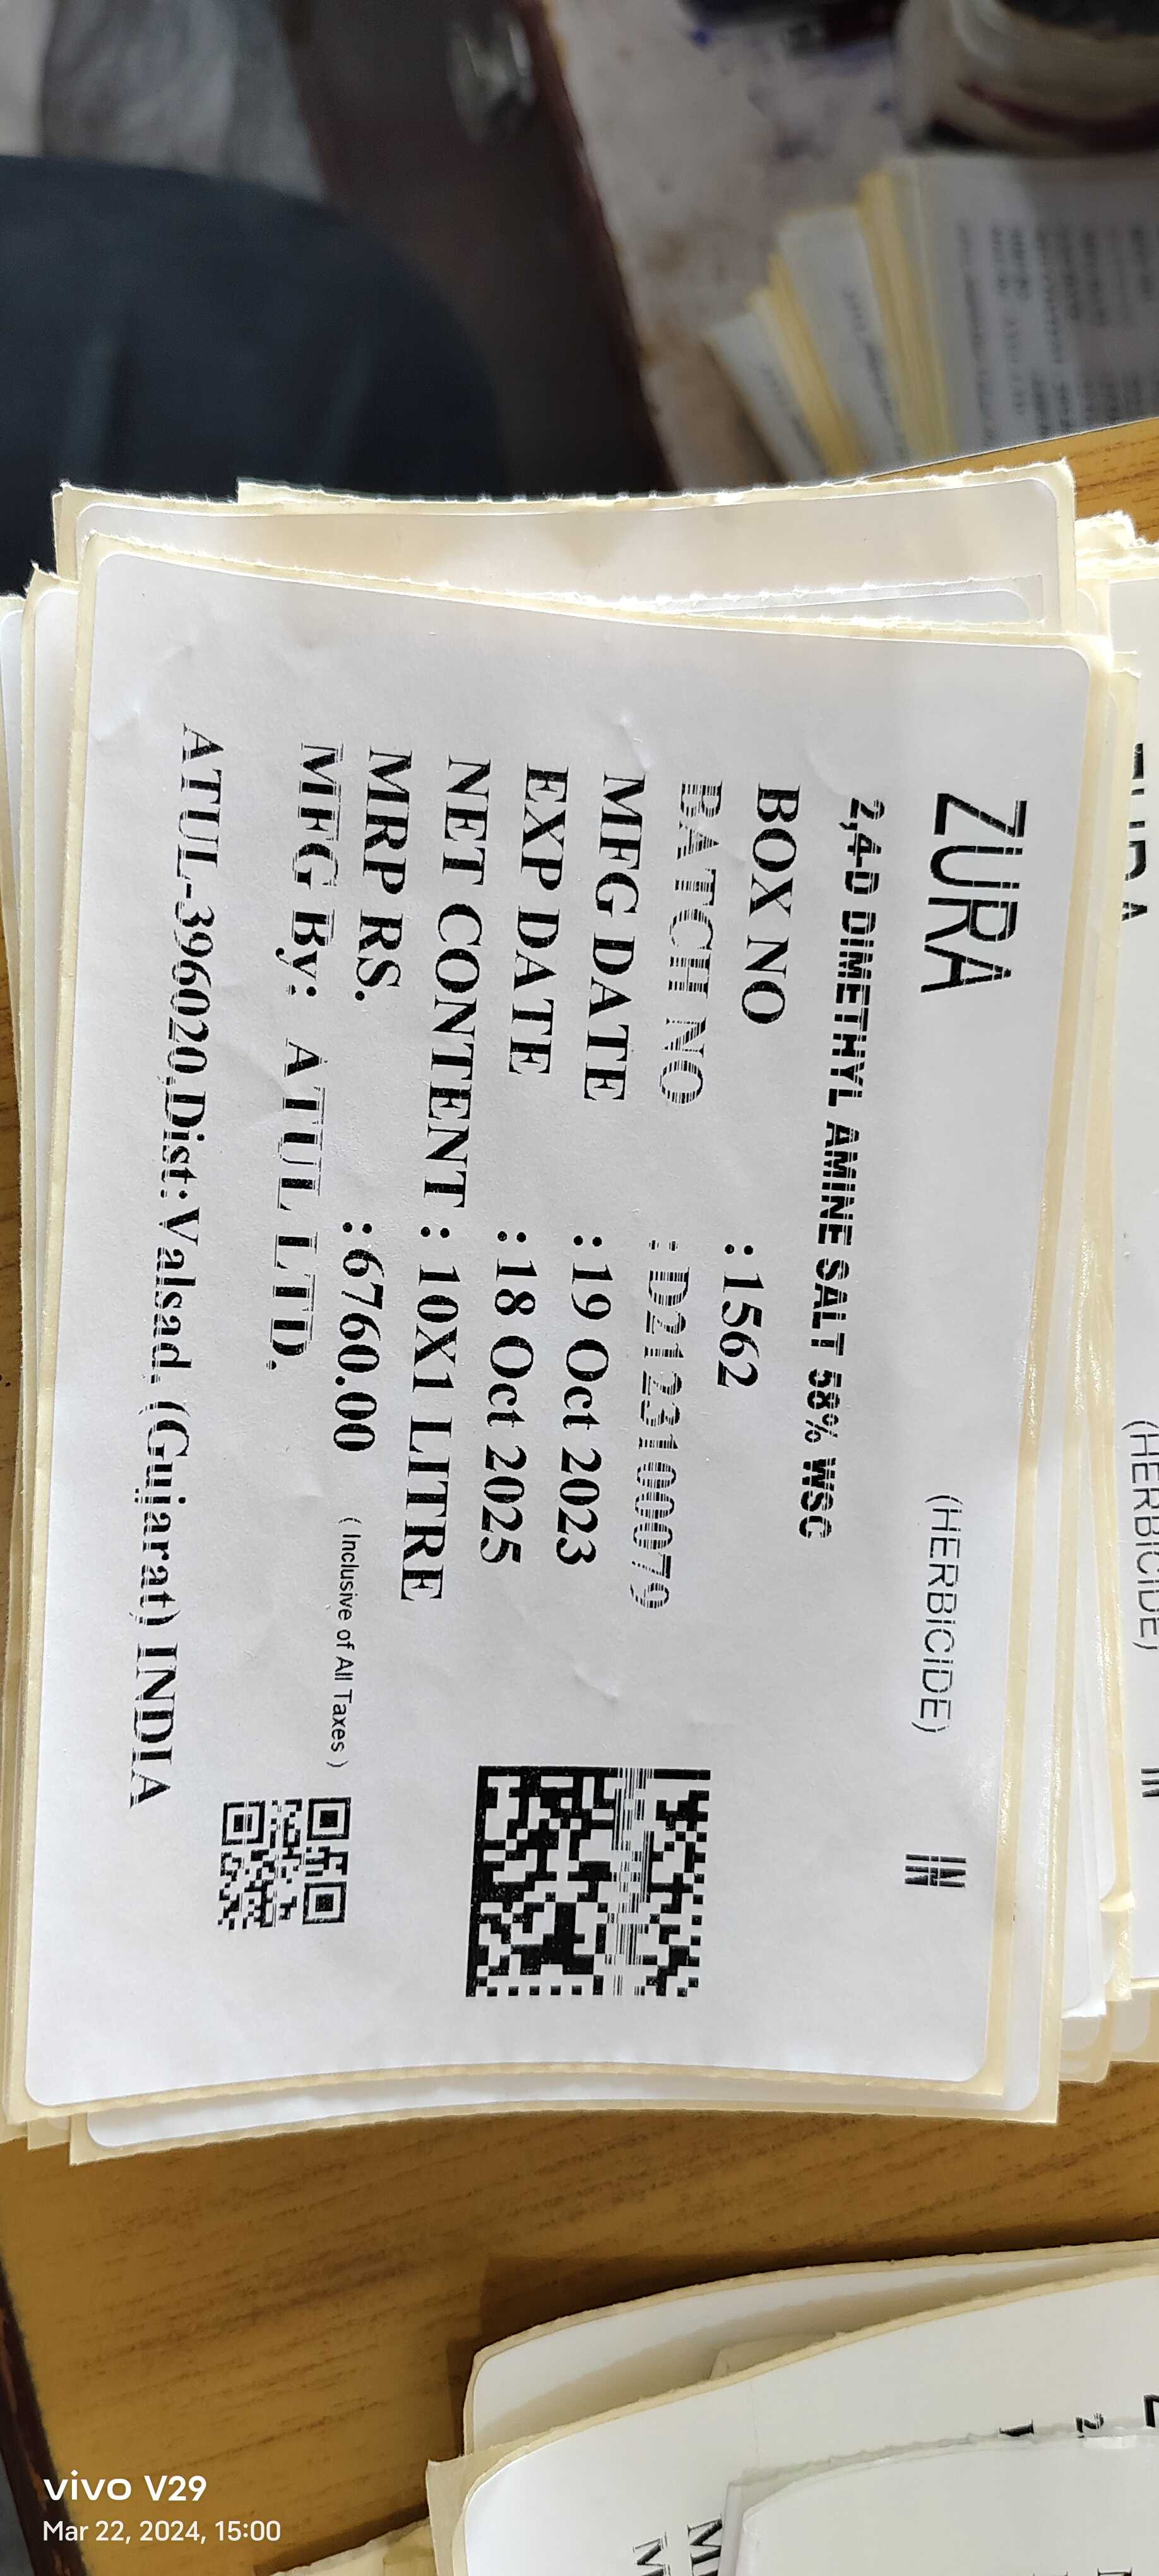 ZURA (HERBICIDE) IN
2,4-D DIMETHYL AMINE SALT 58% WSC
BOX NO : 1562
BATCH NO : D212310079
MFG DATE : 19 Oct 2023
EXP DATE : 18 Oct 2025
NET CONTENT : 10X1 LITRE
MRP RS. :6760.00 ( Inclusive of All Taxes )
MFG By: ATUL LTD.
ATUL-396020,Dist:Valsad, (Gujarat) INDIA
(HERBICIDE)
vivo V29
Mar 22, 2024, 15:00